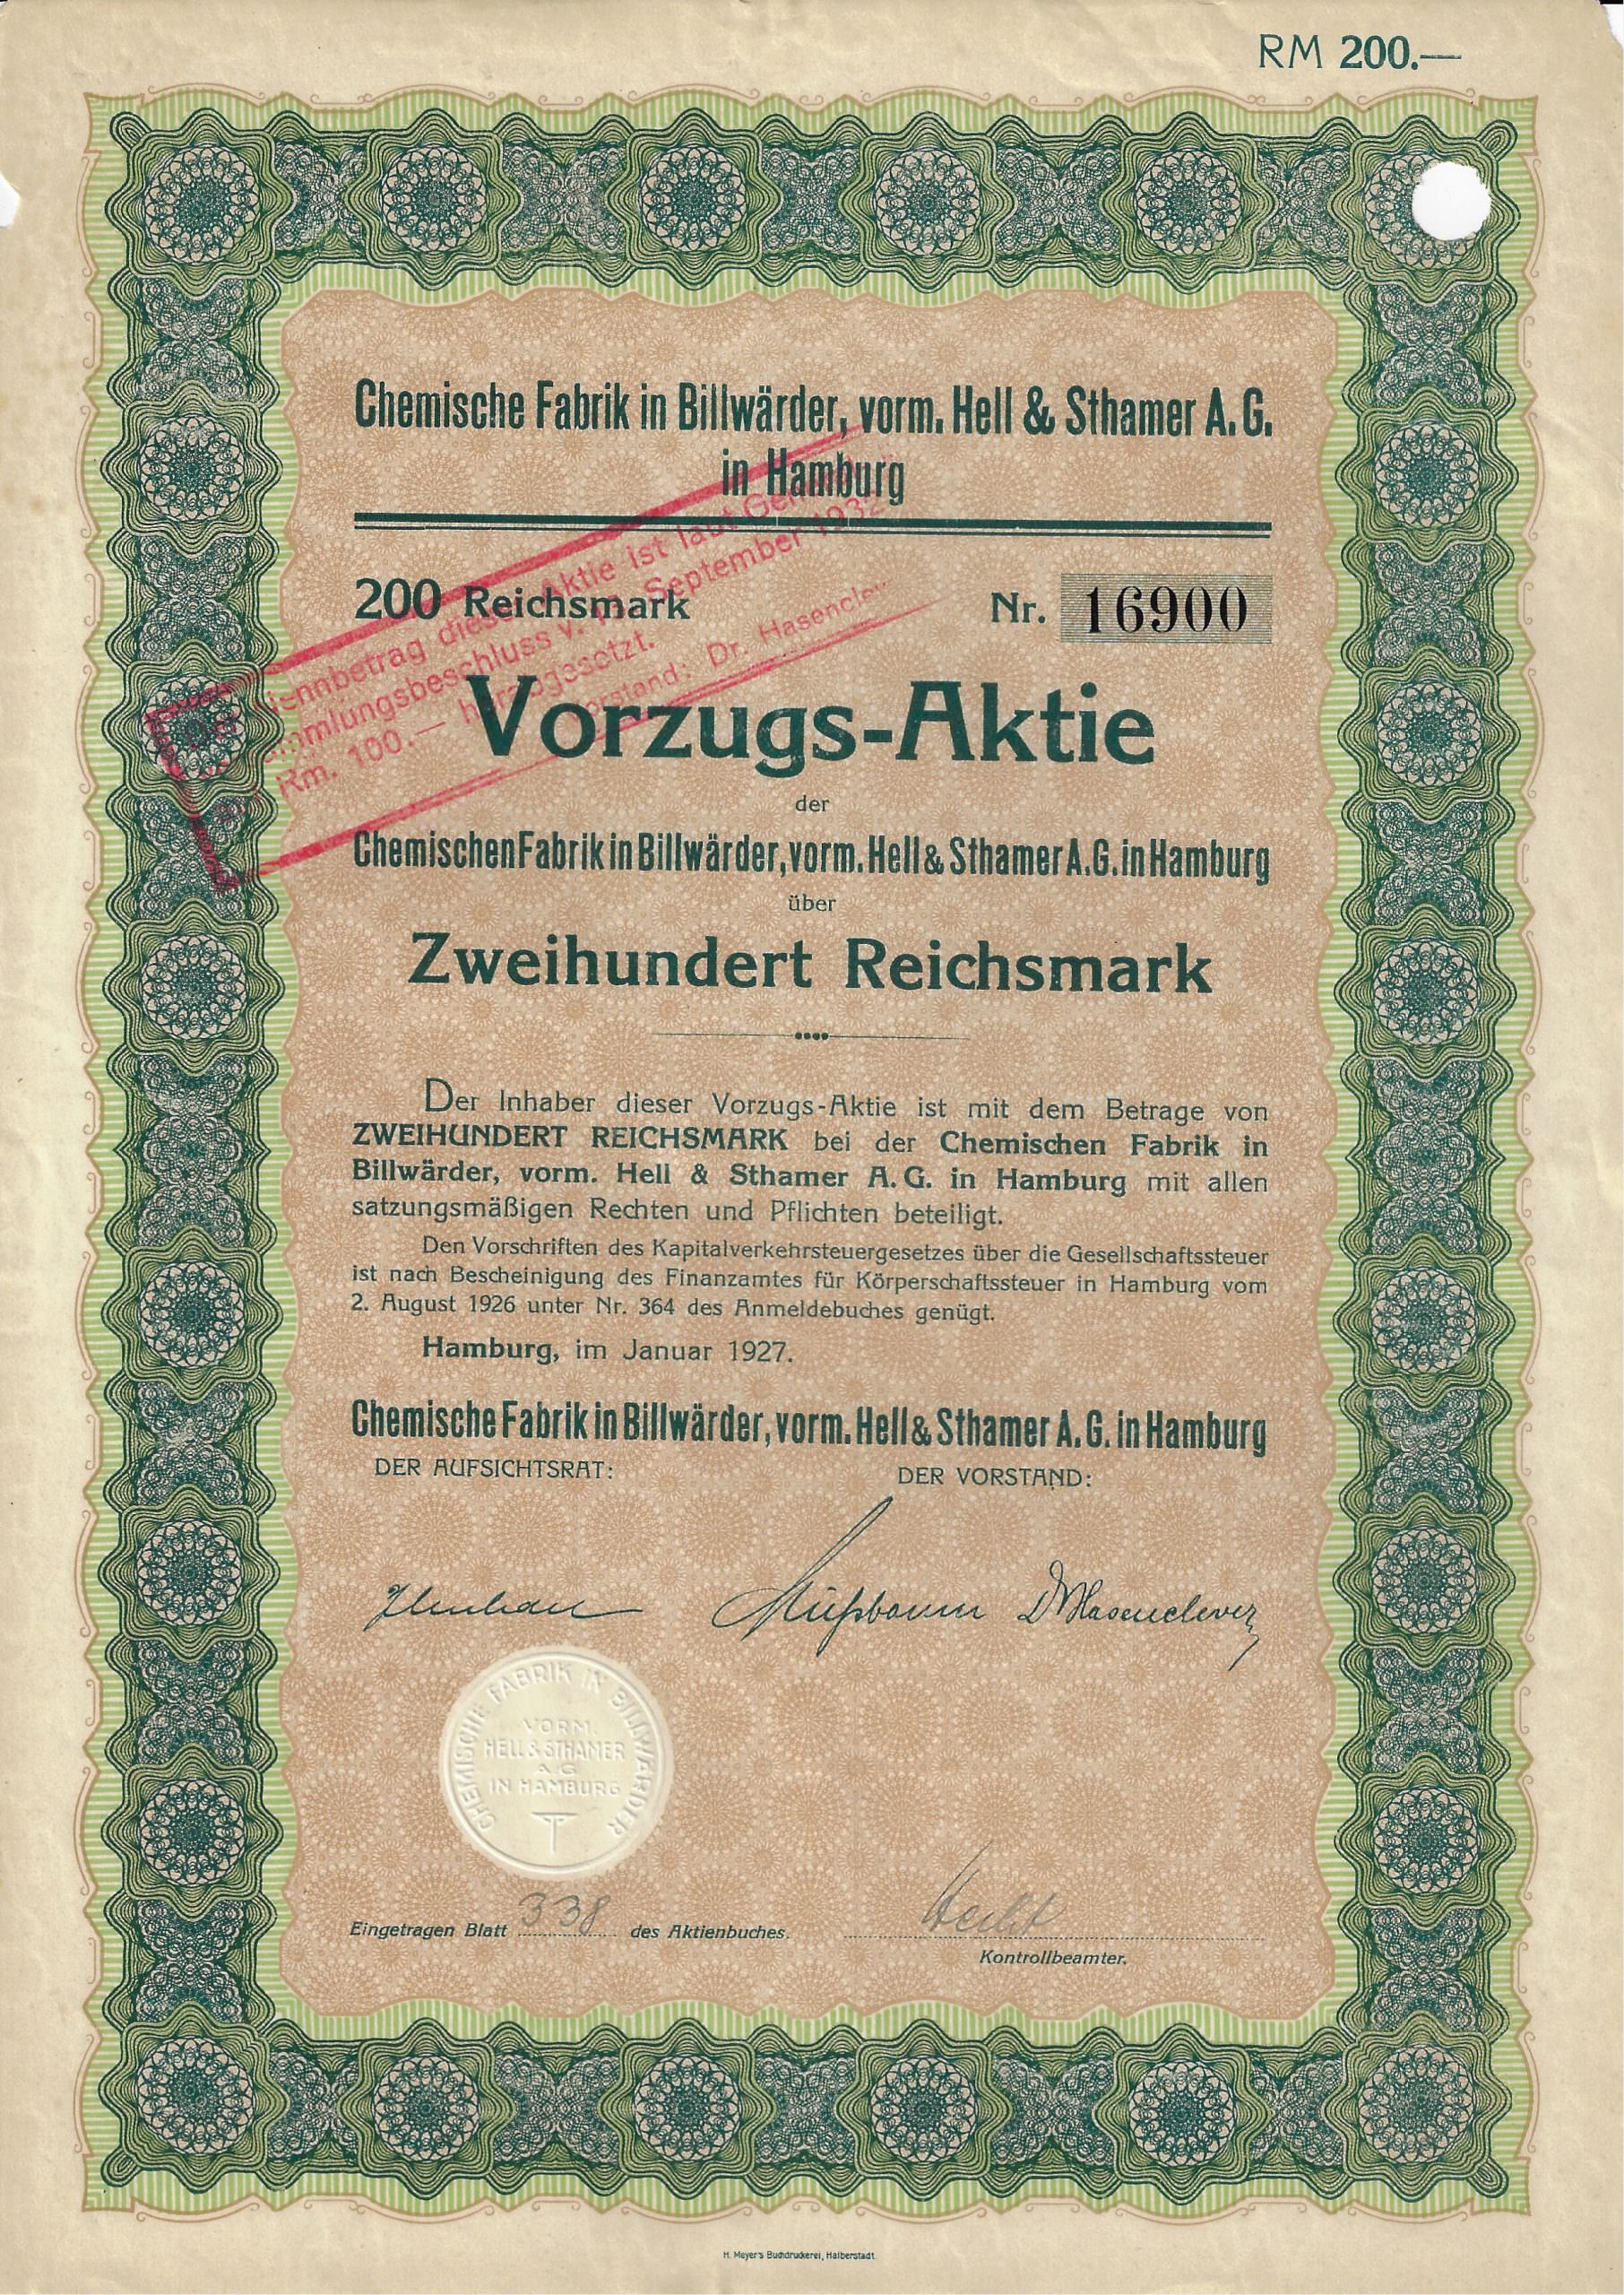 RM 200.—
Chemische Fabrik in Billwärder, vorm. Hell & Sthamer A.G.
in Hamburg
200 Reichsmark
Nr. 16900
Nennbetrag dieser Aktie ist laut
September 1932
Rm. 100.— herabgesetzt.
Dr. Hasenclever
Vorzugs-Aktie
der
Chemischen Fabrik in Billwärder, vorm. Hell & Sthamer A.G. in Hamburg
über
Zweihundert Reichsmark
Der Inhaber dieser Vorzugs-Aktie ist mit dem Betrage von
ZWEIHUNDERT REICHSMARK bei der Chemischen Fabrik in
Billwärder, vorm. Hell & Sthamer A.G. in Hamburg mit allen
satzungsmäßigen Rechten und Pflichten beteiligt.
Den Vorschriften des Kapitalverkehrsteuergesetzes über die Gesellschaftssteuer
ist nach Bescheinigung des Finanzamtes für Körperschaftssteuer in Hamburg vom
2. August 1926 unter Nr. 364 des Anmeldebuches genügt.
Hamburg, im Januar 1927.
Chemische Fabrik in Billwärder, vorm. Hell & Sthamer A.G. in Hamburg
DER AUFSICHTSRAT:
DER VORSTAND:
Dr Hasenclever
CHEMISCHE FABRIK IN BILLWÄRDER
VORM.
HELL & STHAMER
A.G.
IN HAMBURG
Eingetragen Blatt 338 des Aktienbuches.
Kontrollbeamter.
H. Meyer's Buchdruckerei, Halberstadt.